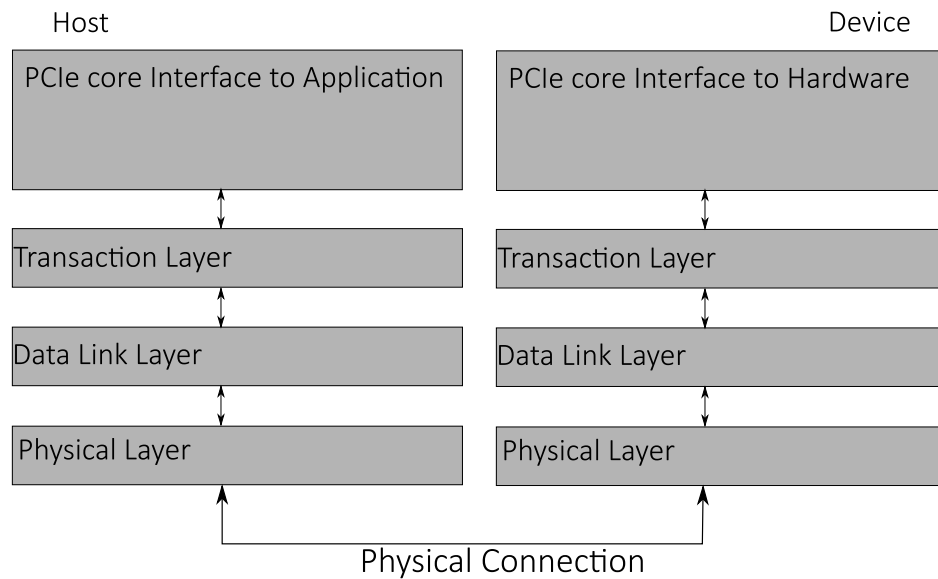 Host
Device
PCIe core Interface to Application
PCIe core Interface to Hardware
Transaction Layer
Transaction Layer
Data Link Layer
Data Link Layer
Physical Layer
Physical Layer
Physical Connection